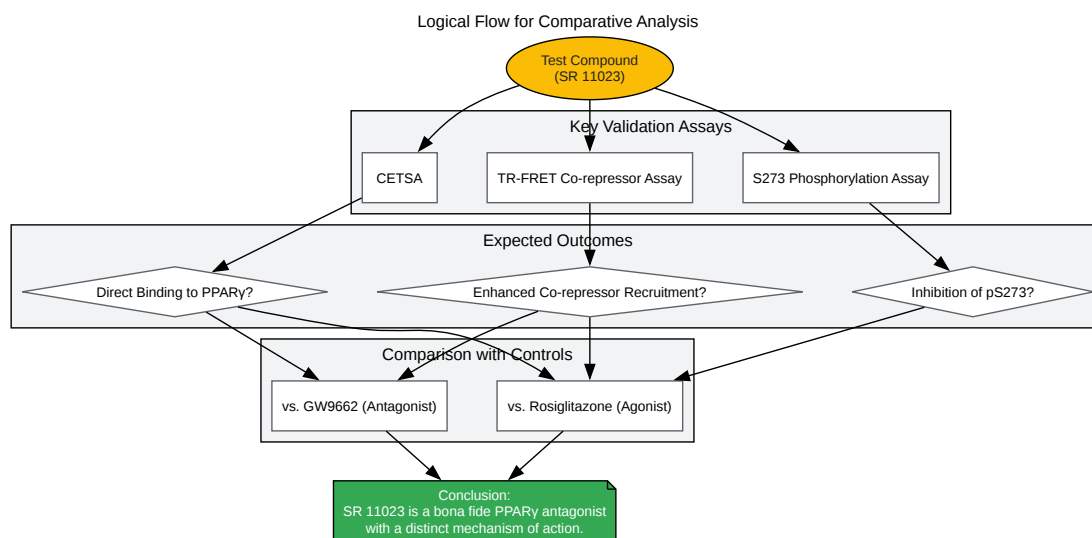 Logical Flow for Comparative Analysis
Test Compound
(SR 11023)
Key Validation Assays
CETSA
TR-FRET Co-repressor Assay
S273 Phosphorylation Assay
Expected Outcomes
Direct Binding to PPARγ?
Enhanced Co-repressor Recruitment?
Inhibition of pS273?
Comparison with Controls
vs. GW9662 (Antagonist)
vs. Rosiglitazone (Agonist)
Conclusion:
SR 11023 is a bona fide PPARγ antagonist
with a distinct mechanism of action.